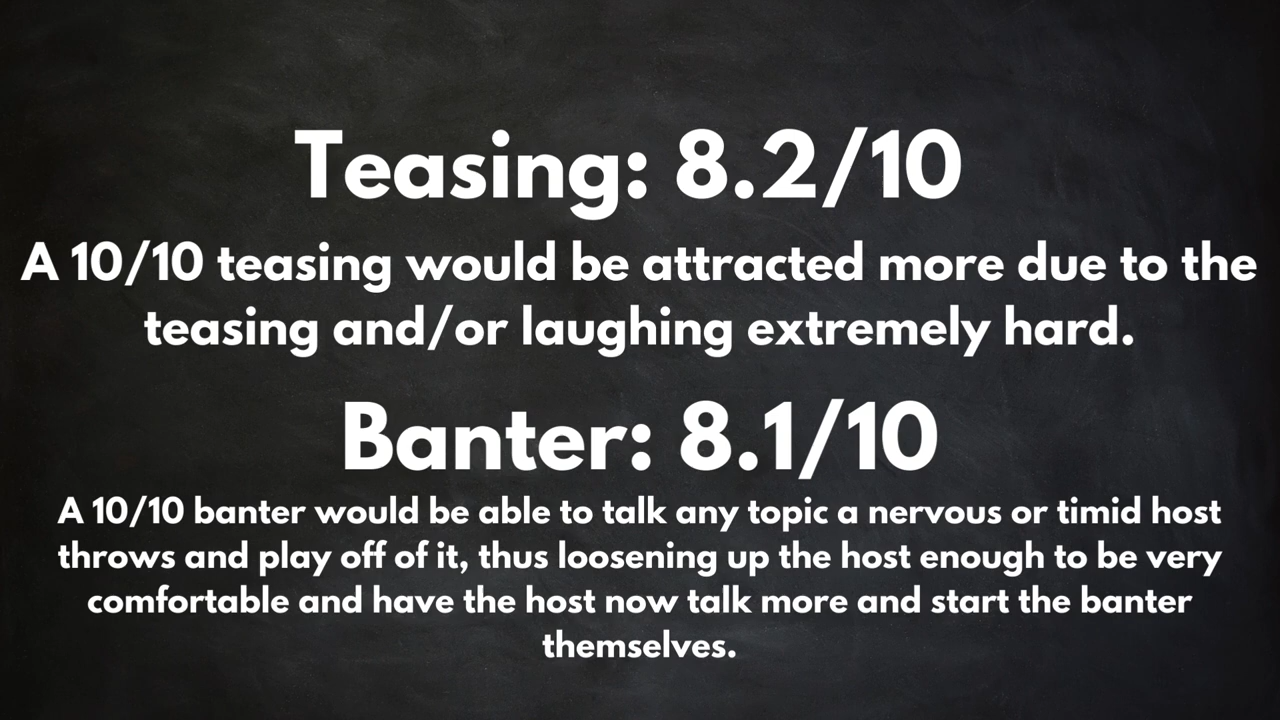 Teasing: 8.2/10
A 10/10 teasing would be attracted more due to the
teasing and/or laughing extremely hard.
Banter: 8.1/10
A 10/10 banter would be able to talk any topic a nervous or timid host
throws and play off of it, thus loosening up the host enough to be very
comfortable and have the host now talk more and start the banter
themselves.